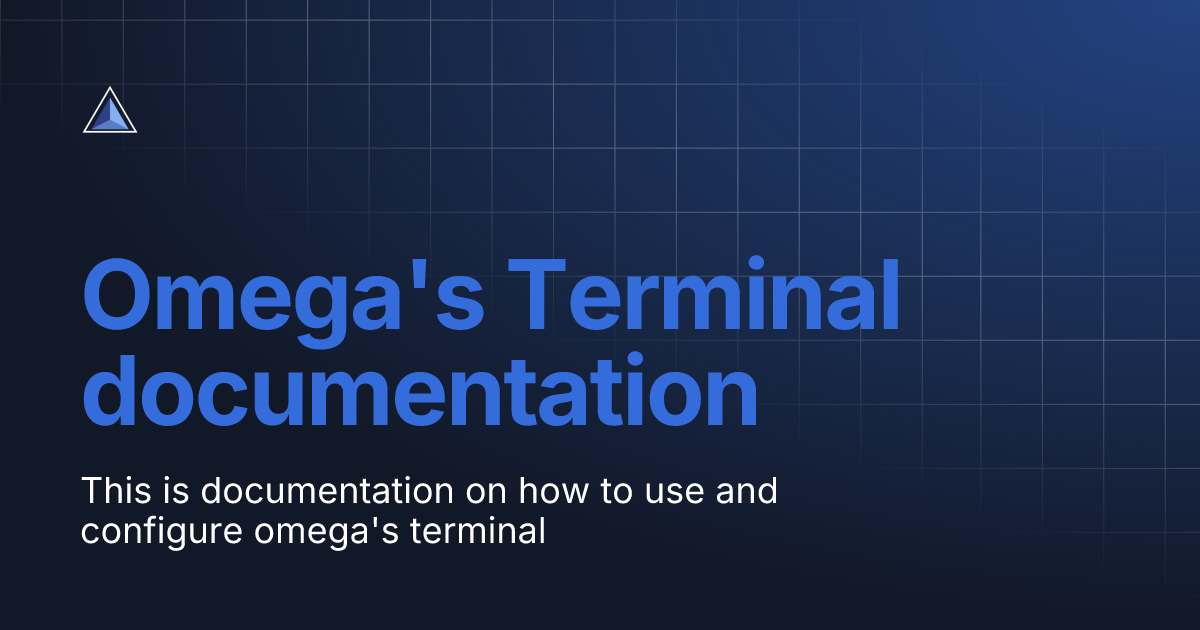 Omega's Terminal
documentation
This is documentation on how to use and
configure omega's terminal